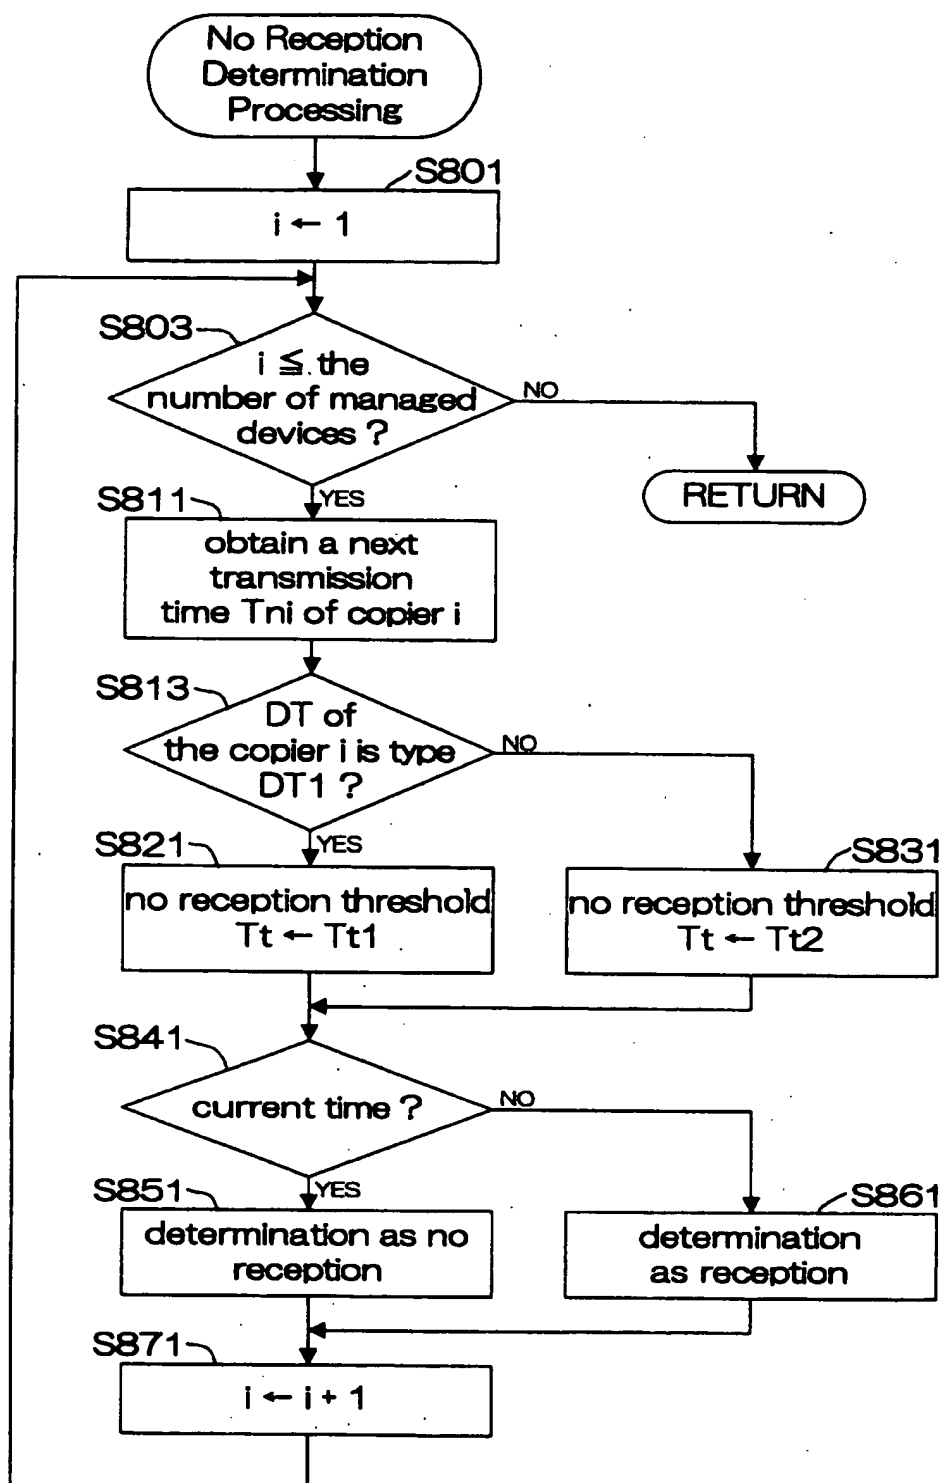 No Reception
Determination
Processing
S801
i ← 1
S803
i ≦ the
number of managed
devices ?
NO
YES
RETURN
S811
obtain a next
transmission
time Tni of copier i
S813
DT of
the copier i is type
DT1 ?
NO
YES
S821
no reception threshold
Tt ← Tt1
S831
no reception threshold
Tt ← Tt2
S841
current time ?
NO
YES
S851
determination as no
reception
S861
determination
as reception
S871
i ← i + 1